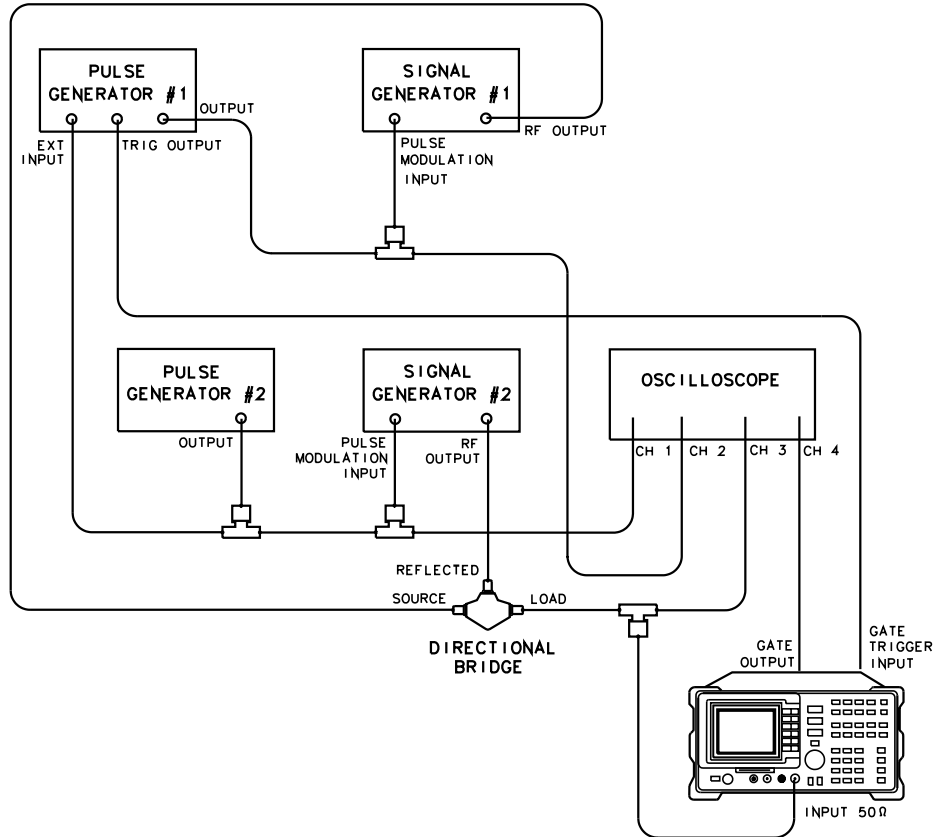 PULSE
GENERATOR #1
OUTPUT
EXT
INPUT
TRIG OUTPUT
SIGNAL
GENERATOR #1
RF OUTPUT
PULSE
MODULATION
INPUT
PULSE
GENERATOR #2
OUTPUT
SIGNAL
GENERATOR #2
PULSE
MODULATION
INPUT
RF
OUTPUT
OSCILLOSCOPE
CH 1
CH 2
CH 3
CH 4
REFLECTED
SOURCE
LOAD
DIRECTIONAL
BRIDGE
GATE
OUTPUT
GATE
TRIGGER
INPUT
INPUT 50Ω